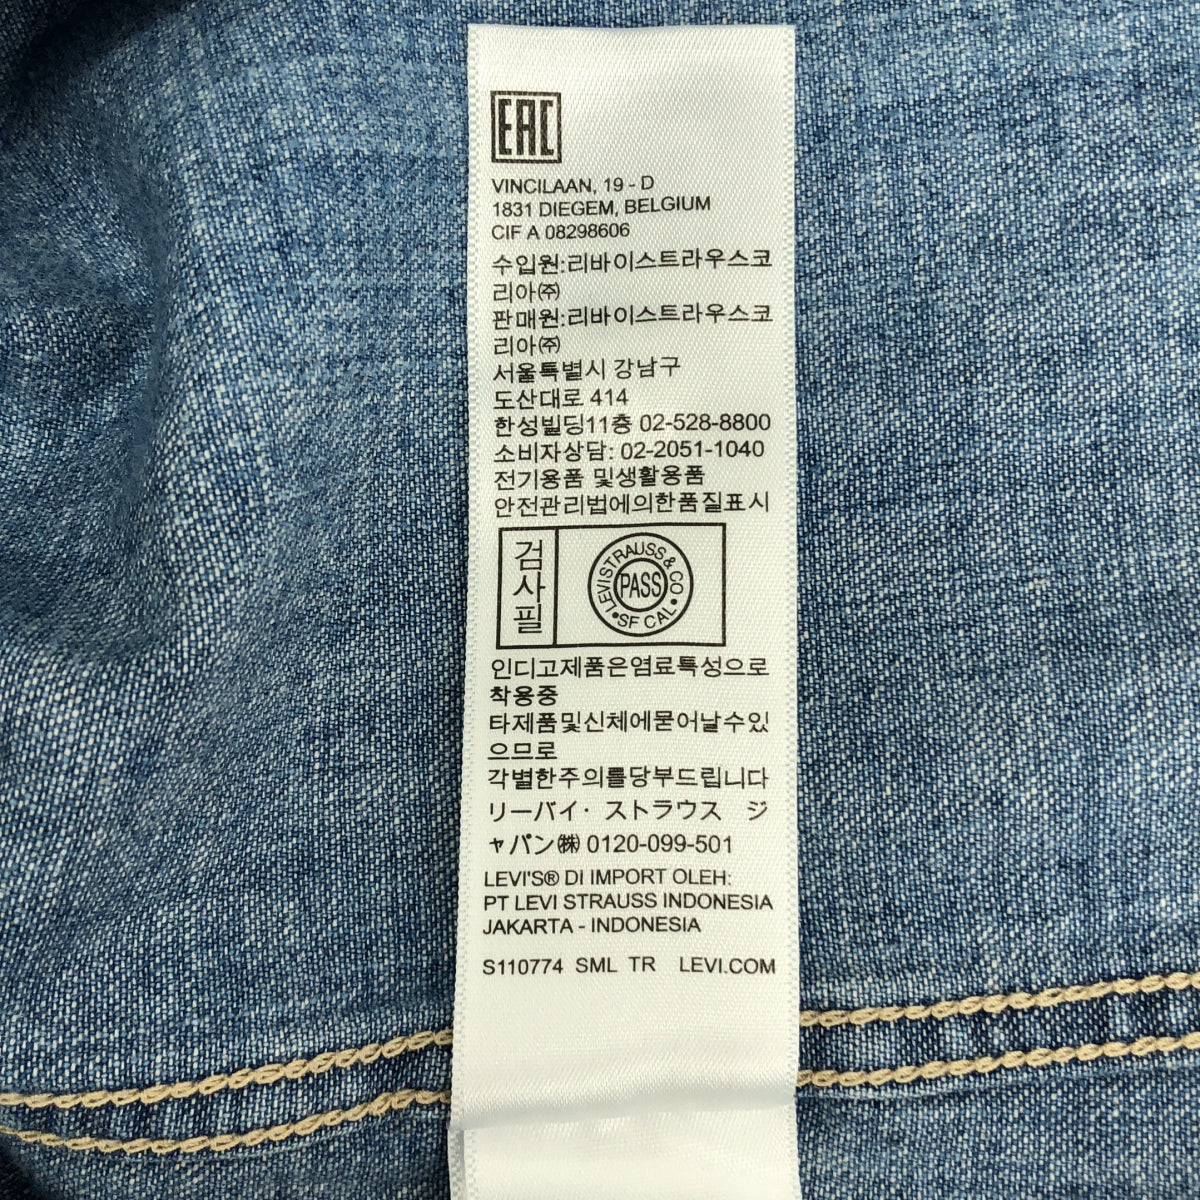 EAC
VINCILAAN, 19 - D
1831 DIEGEM, BELGIUM
CIF A 08298606
수입원:리바이스트라우스코
리아㈜
판매원:리바이스트라우스코
리아㈜
서울특별시 강남구
도산대로 414
한성빌딩11층 02-528-8800
소비자상담: 02-2051-1040
전기용품 및생활용품
안전관리법에의한품질표시
검사필
LEVI STRAUSS & CO
PASS
SF CAL
인디고제품은염료특성으로
착용중
타제품및신체에묻어날수있
으므로
각별한주의를당부드립니다
リーバイ・ストラウス　ジ
ャパン㈱ 0120-099-501
LEVI'S® DI IMPORT OLEH:
PT LEVI STRAUSS INDONESIA
JAKARTA - INDONESIA
S110774 SML TR LEVI.COM